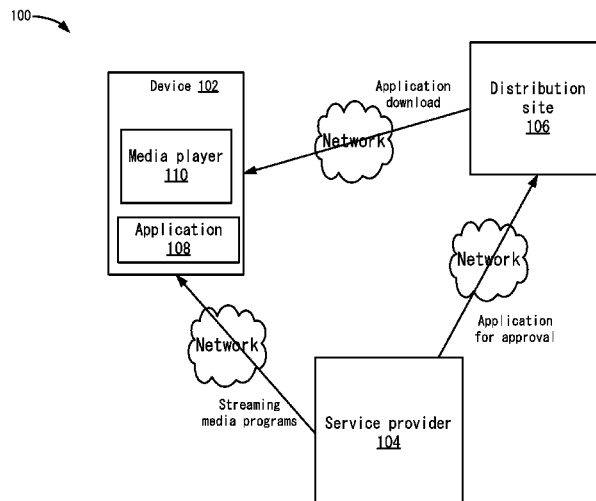 100
Device 102
Media player
110
Application
108
Application
download
Network
Distribution
site
106
Network
Application
for approval
Network
Streaming
media programs
Service provider
104